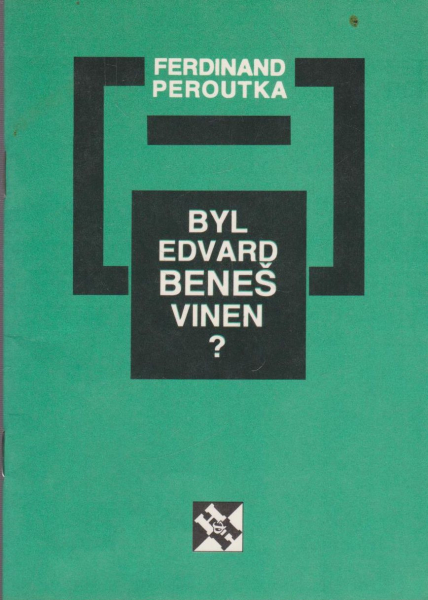 FERDINAND
PEROUTKA
BYL
EDVARD
BENEŠ
VINEN
?